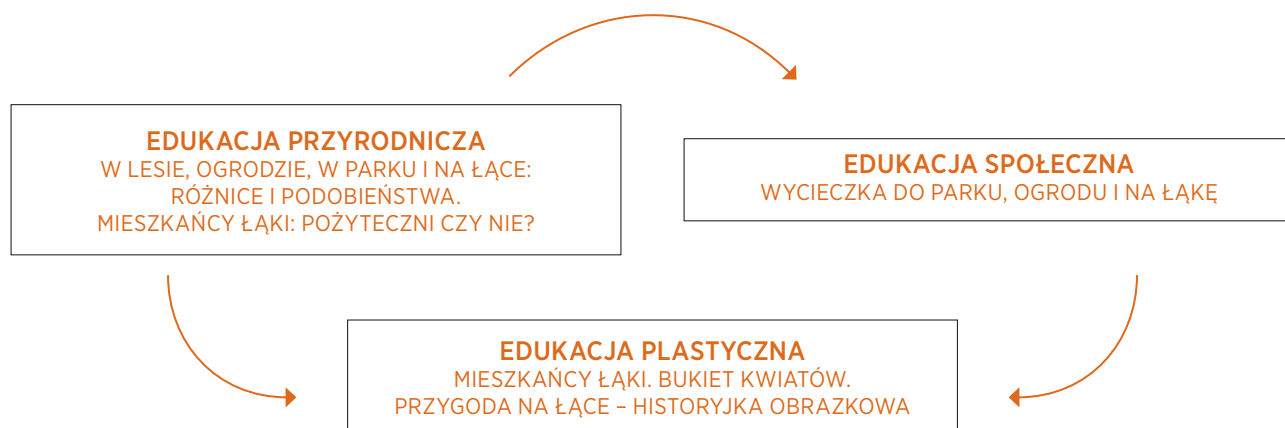 EDUKACJA PRZYRODNICZA
W LESIE, OGRODZIE, W PARKU I NA ŁĄCE:
RÓŻNICE I PODOBIEŃSTWA.
MIESZKAŃCY ŁĄKI: POŻYTECZNI CZY NIE?
EDUKACJA SPOŁECZNA
WYCIECZKA DO PARKU, OGRODU I NA ŁĄKĘ
EDUKACJA PLASTYCZNA
MIESZKAŃCY ŁĄKI. BUKIET KWIATÓW.
PRZYGODA NA ŁĄCE – HISTORYJKA OBRAZKOWA